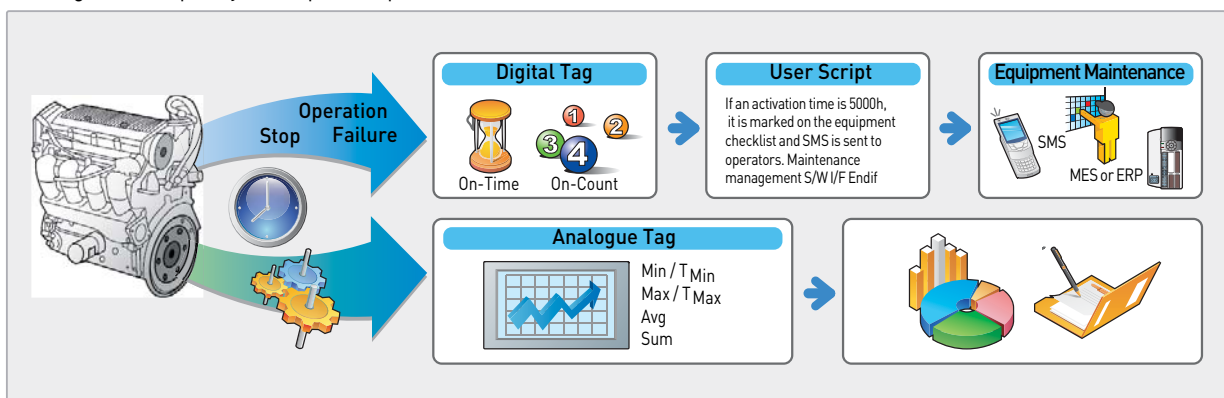 Operation
Stop Failure
Digital Tag
1
2
3
4
On-Time On-Count
User Script
If an activation time is 5000h,
it is marked on the equipment
checklist and SMS is sent to
operators. Maintenance
management S/W I/F Endif
Equipment Maintenance
SMS
MES or ERP
Analogue Tag
Min / TMin
Max / TMax
Avg
Sum